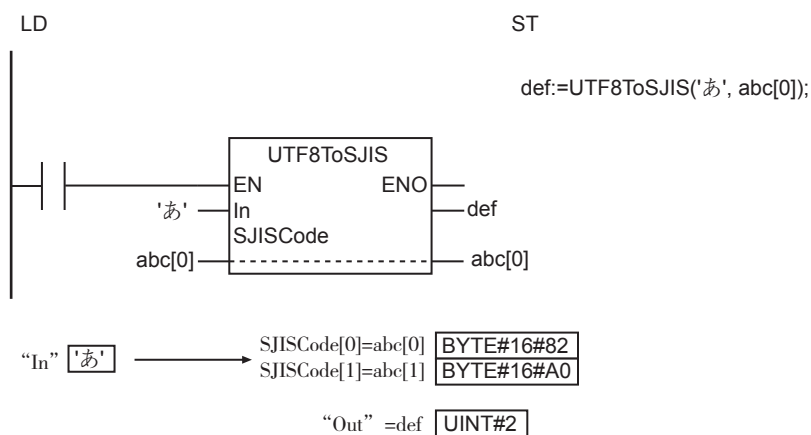 LD
ST
def:=UTF8ToSJIS('あ', abc[0]);
UTF8ToSJIS
EN ENO
'あ' In def
SJISCode
abc[0] abc[0]
“In” 'あ' SJISCode[0]=abc[0] BYTE#16#82
SJISCode[1]=abc[1] BYTE#16#A0
“Out” =def UINT#2